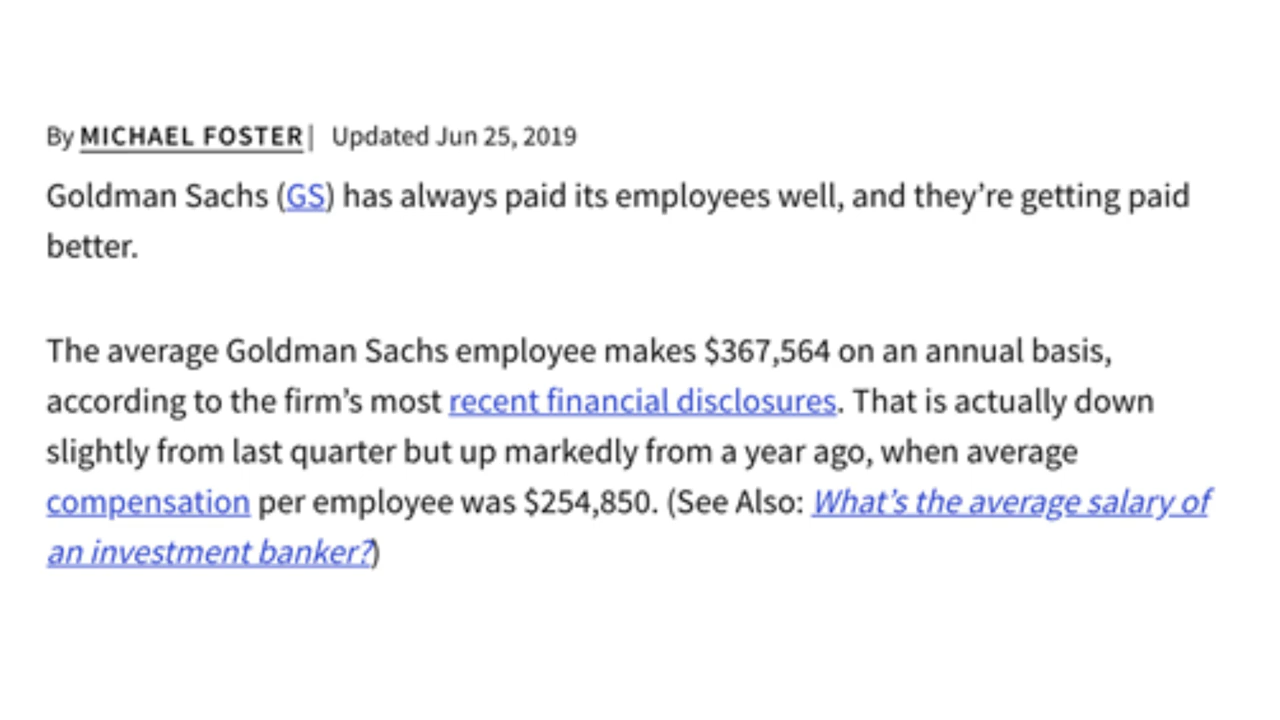 By MICHAEL FOSTER| Updated Jun 25, 2019
Goldman Sachs (GS) has always paid its employees well, and they’re getting paid
better.
The average Goldman Sachs employee makes $367,564 on an annual basis,
according to the firm’s most recent financial disclosures. That is actually down
slightly from last quarter but up markedly from a year ago, when average
compensation per employee was $254,850. (See Also: What’s the average salary of
an investment banker?)